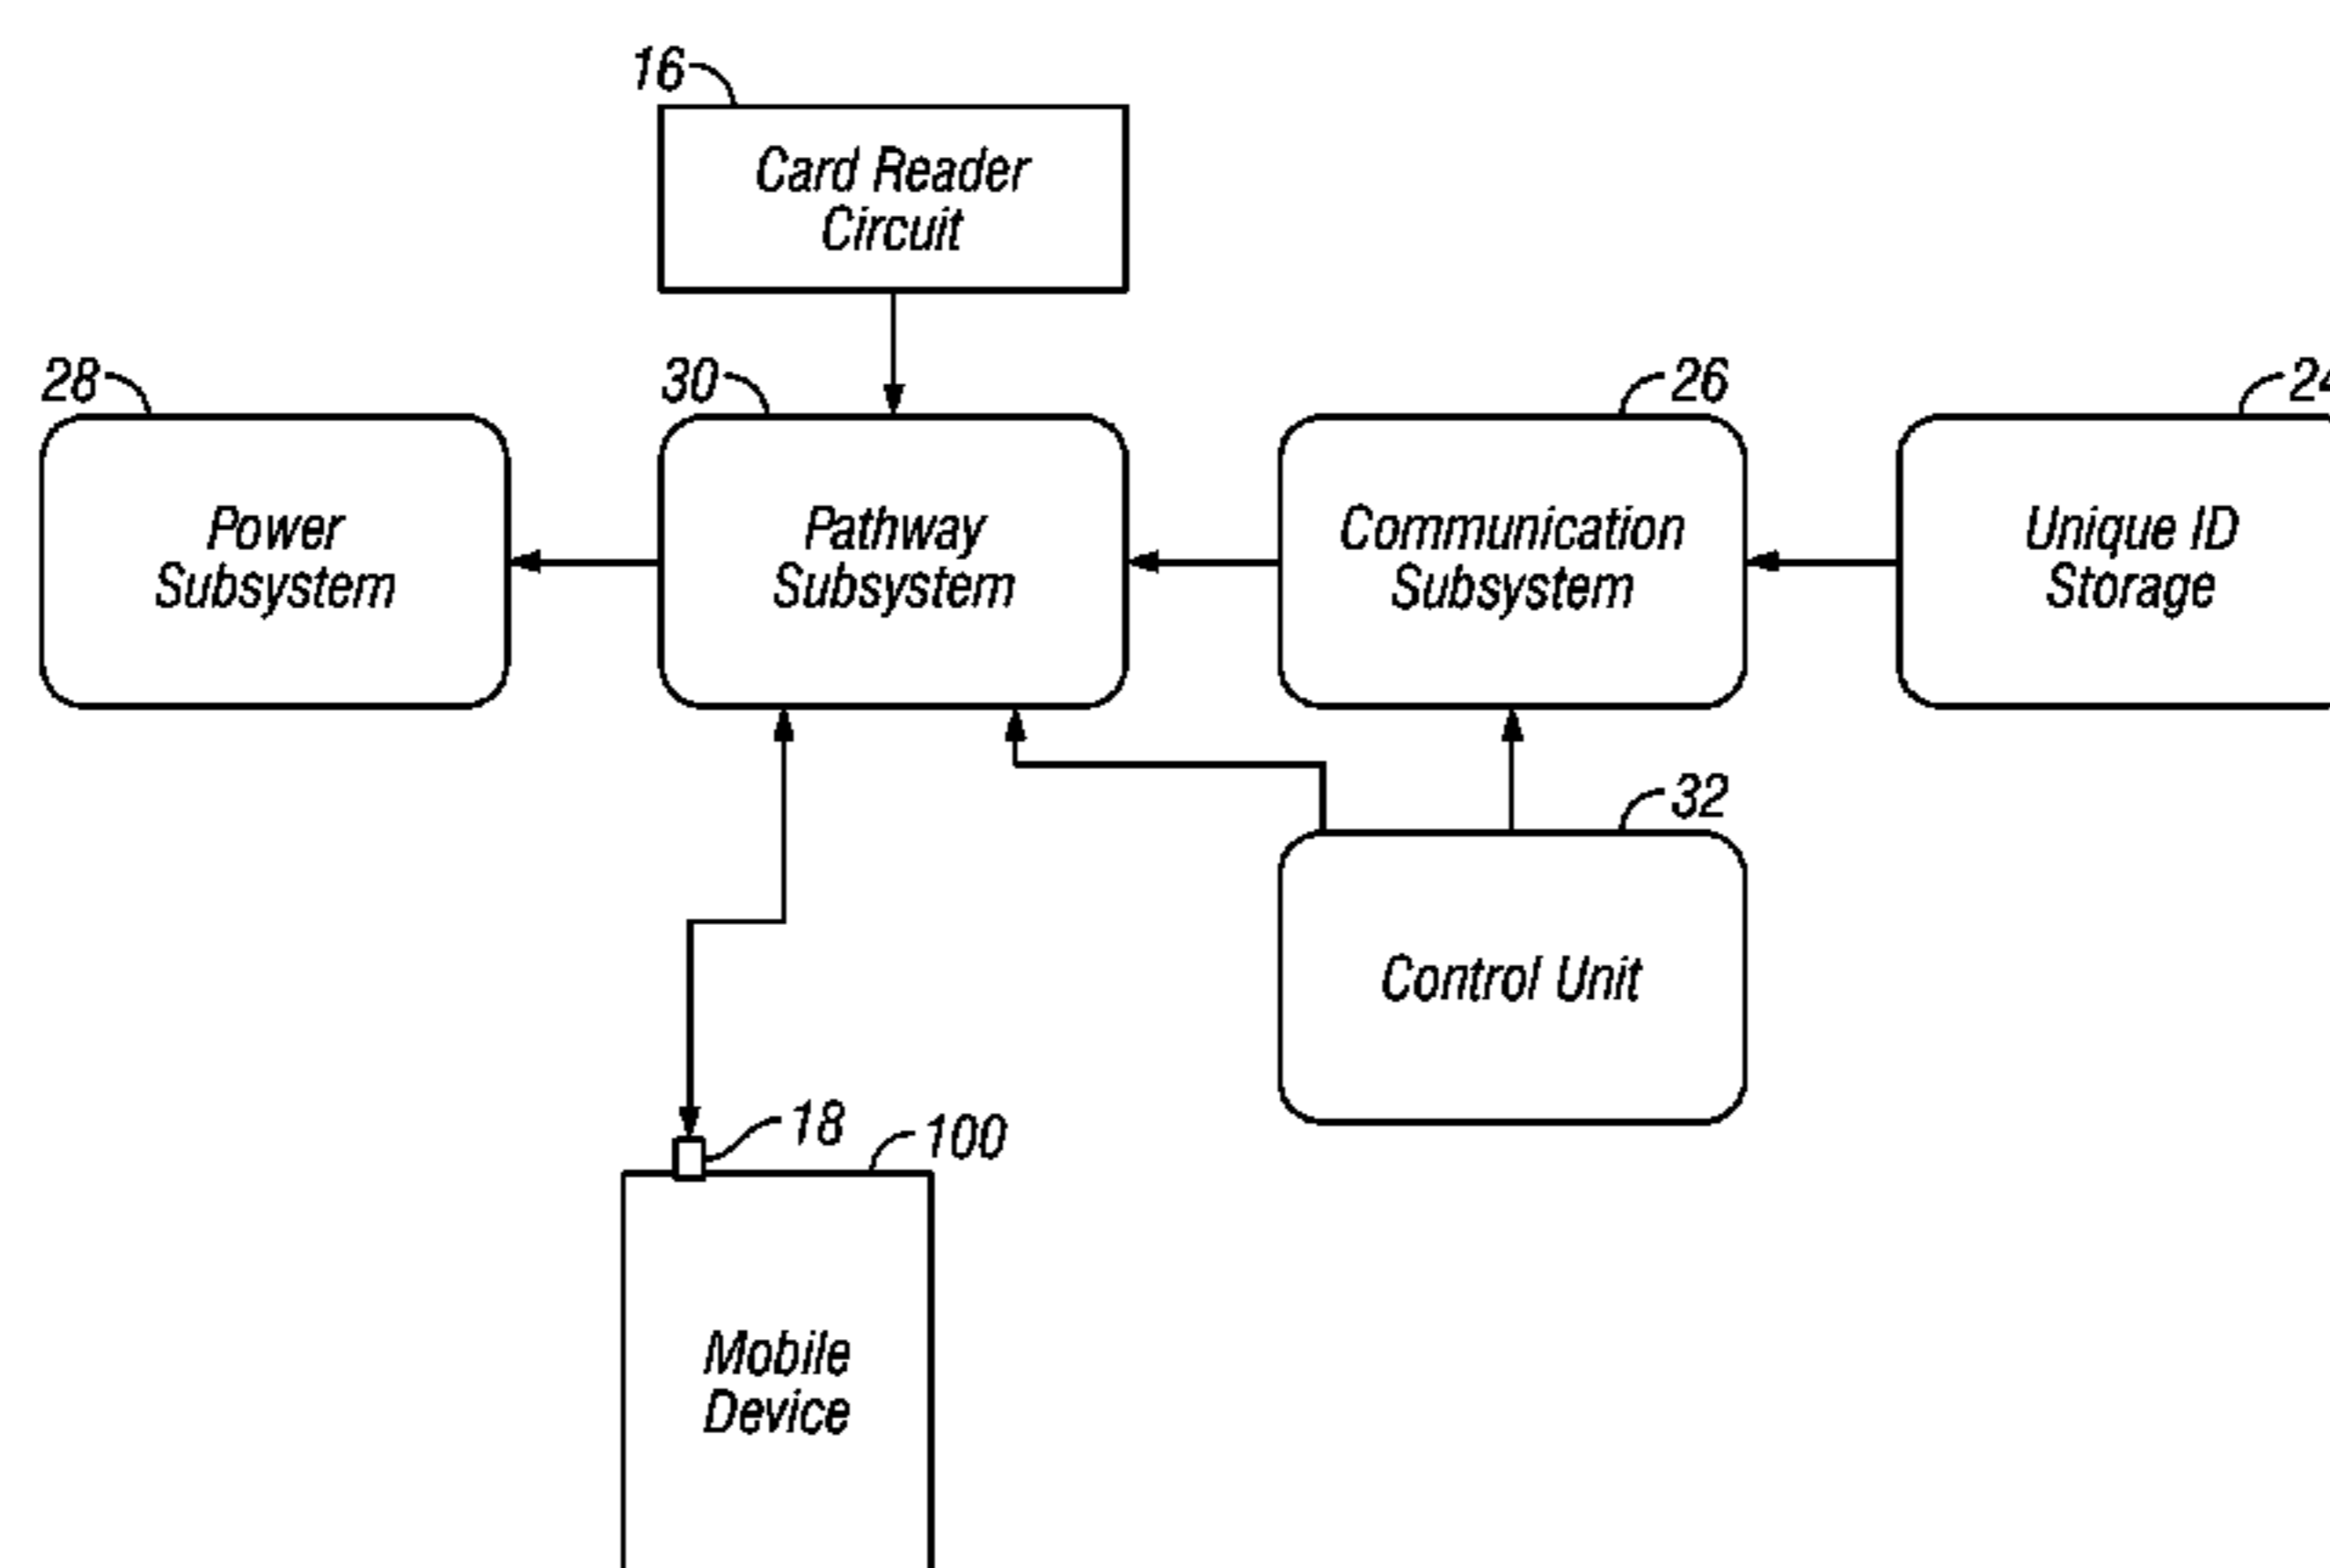 16
Card Reader
Circuit
28
30
26
24
Power
Subsystem
Pathway
Subsystem
Communication
Subsystem
Unique ID
Storage
32
Control Unit
18
100
Mobile
Device